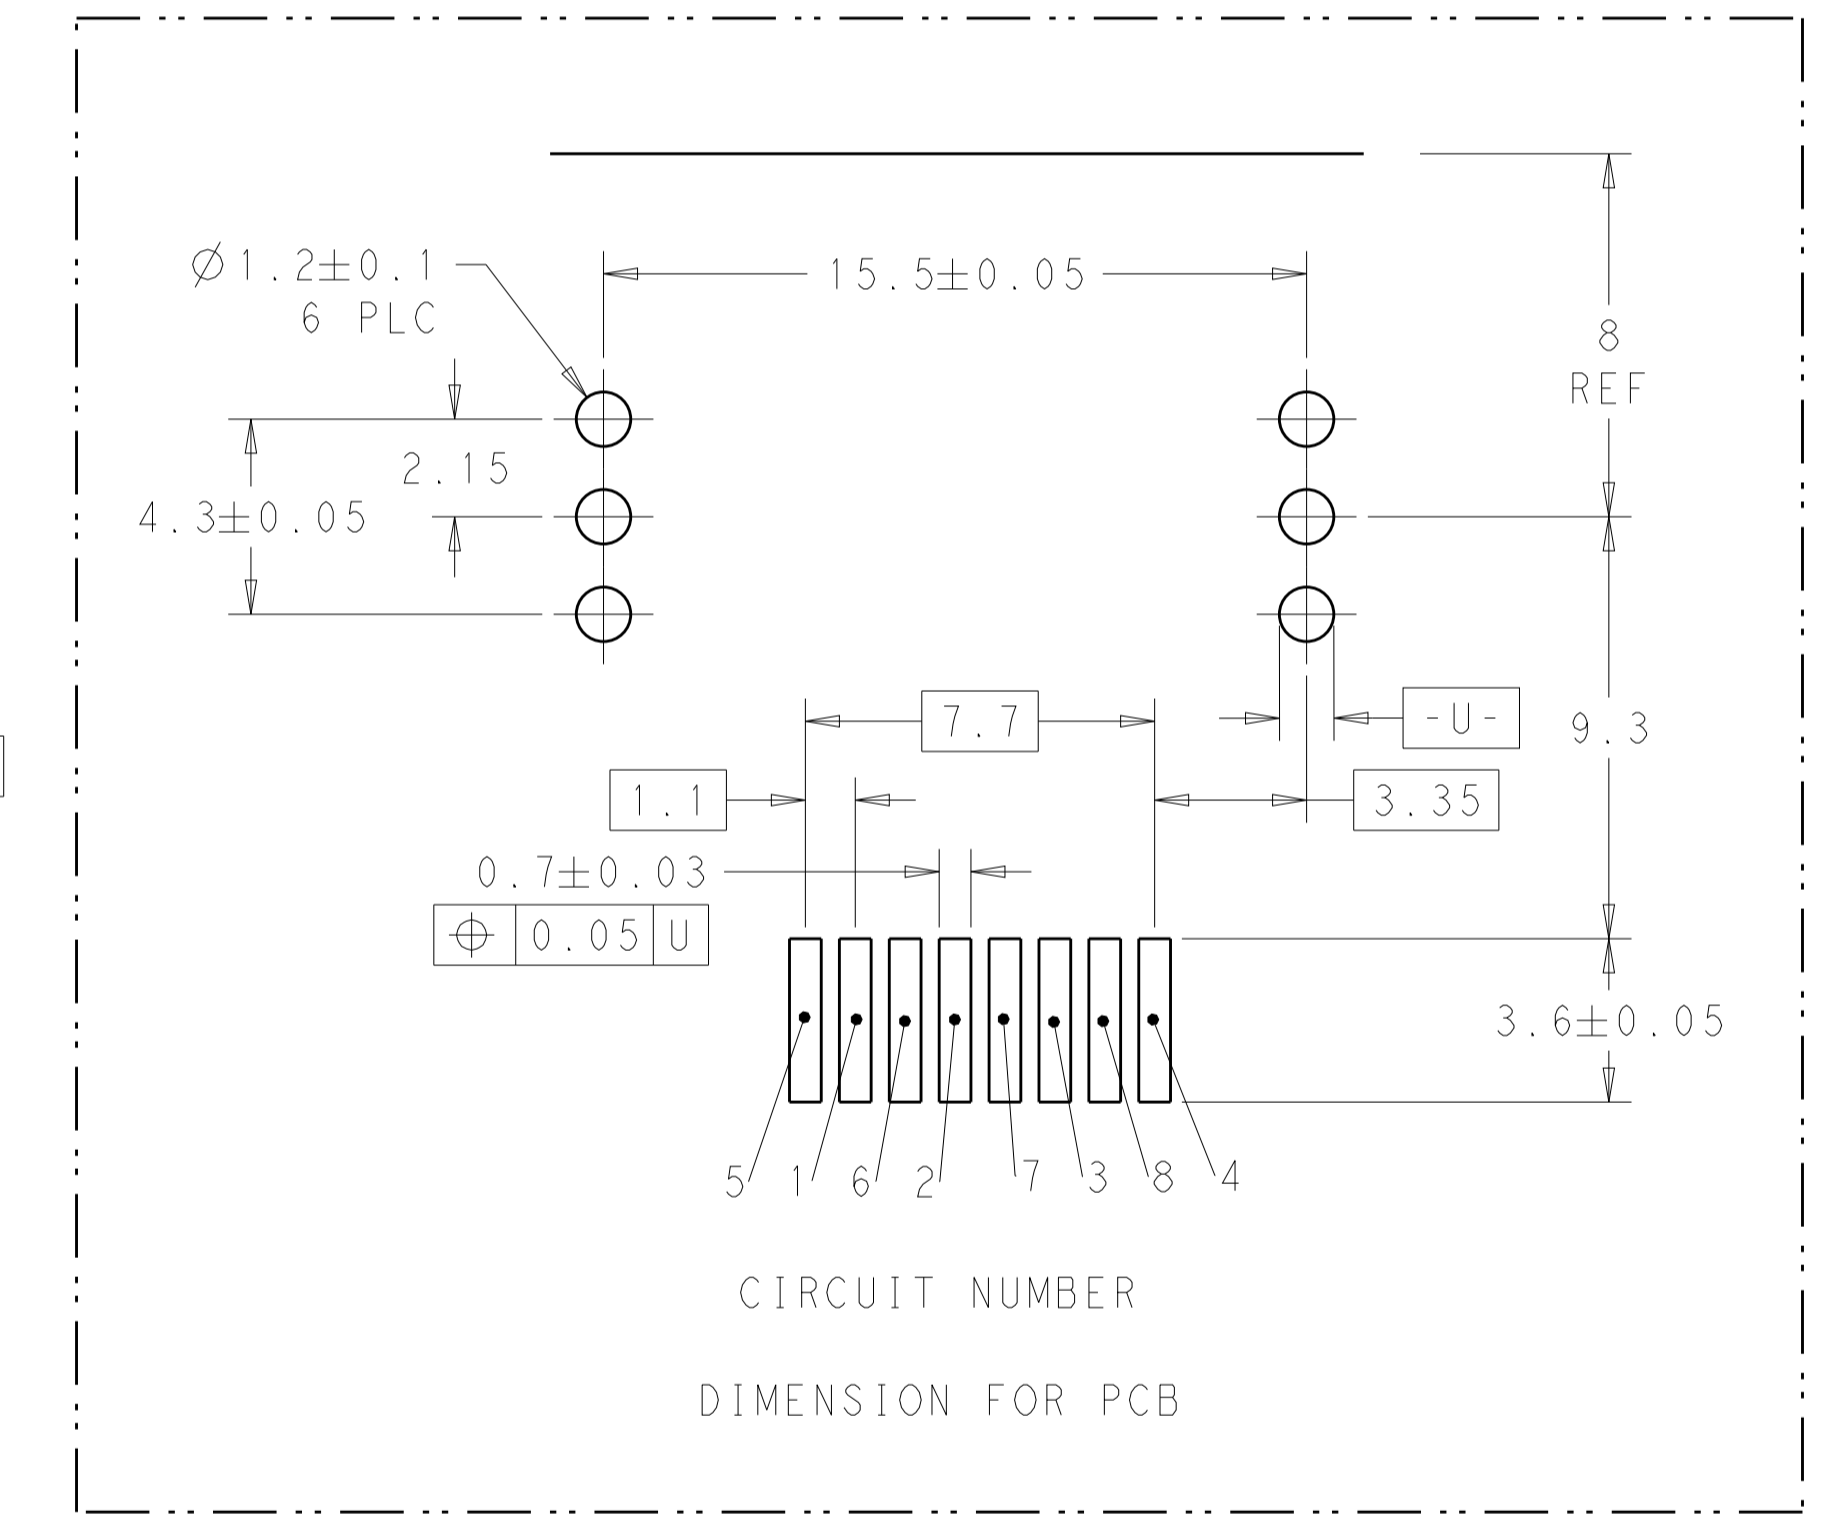 Ø1.2±0.1
6 PLC
15.5±0.05
8
REF
2.15
4.3±0.05
7.7
-U-
9.3
1.1
3.35
0.7±0.03
⌖ 0.05 U
3.6±0.05
5 1 6 2 7 3 8 4
CIRCUIT NUMBER
DIMENSION FOR PCB